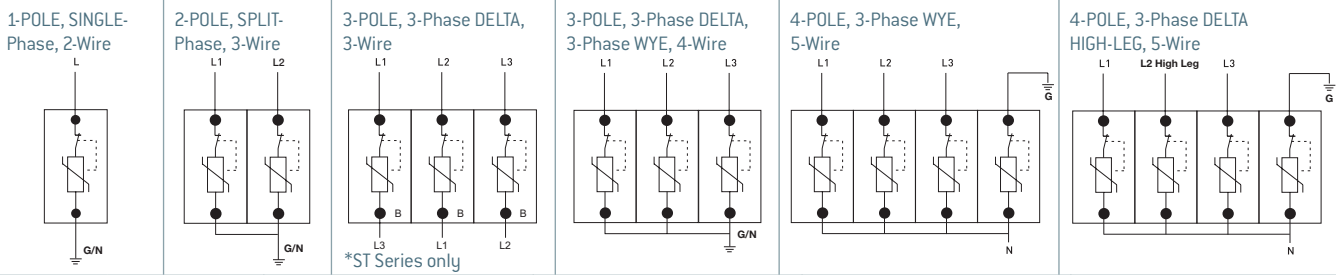 1-POLE, SINGLE-
Phase, 2-Wire
L
G/N
2-POLE, SPLIT-
Phase, 3-Wire
L1 L2
G/N
3-POLE, 3-Phase DELTA,
3-Wire
L1 L2 L3
B B B
L3 L1 L2
*ST Series only
3-POLE, 3-Phase DELTA,
3-Phase WYE, 4-Wire
L1 L2 L3
G/N
4-POLE, 3-Phase WYE,
5-Wire
L1 L2 L3
G
N
4-POLE, 3-Phase DELTA
HIGH-LEG, 5-Wire
L1 L2 High Leg L3
G
N